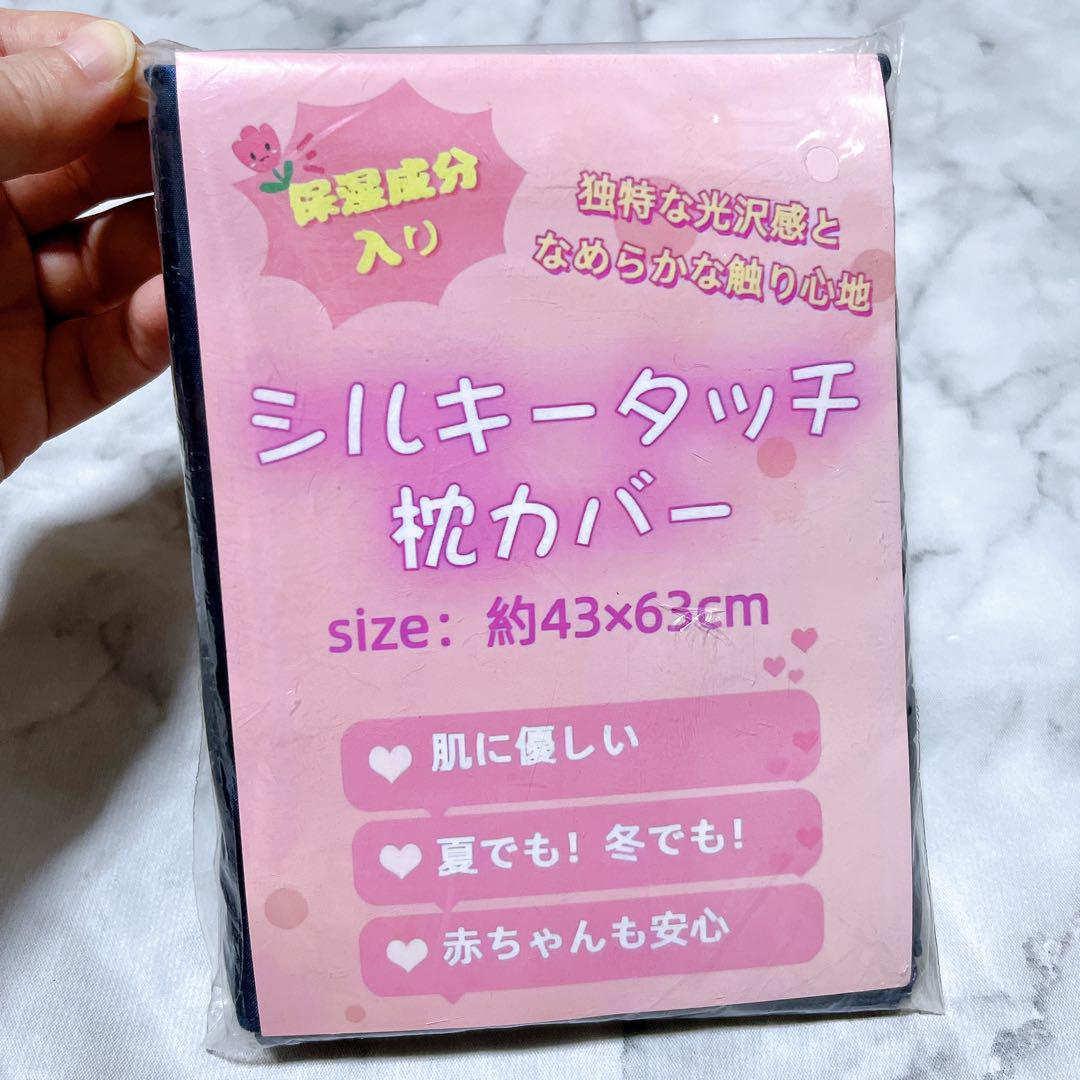 保湿成分
入り
独特な光沢感と
なめらかな触り心地
シルキータッチ
枕カバー
size：約43×63cm
肌に優しい
夏でも！冬でも！
赤ちゃんも安心